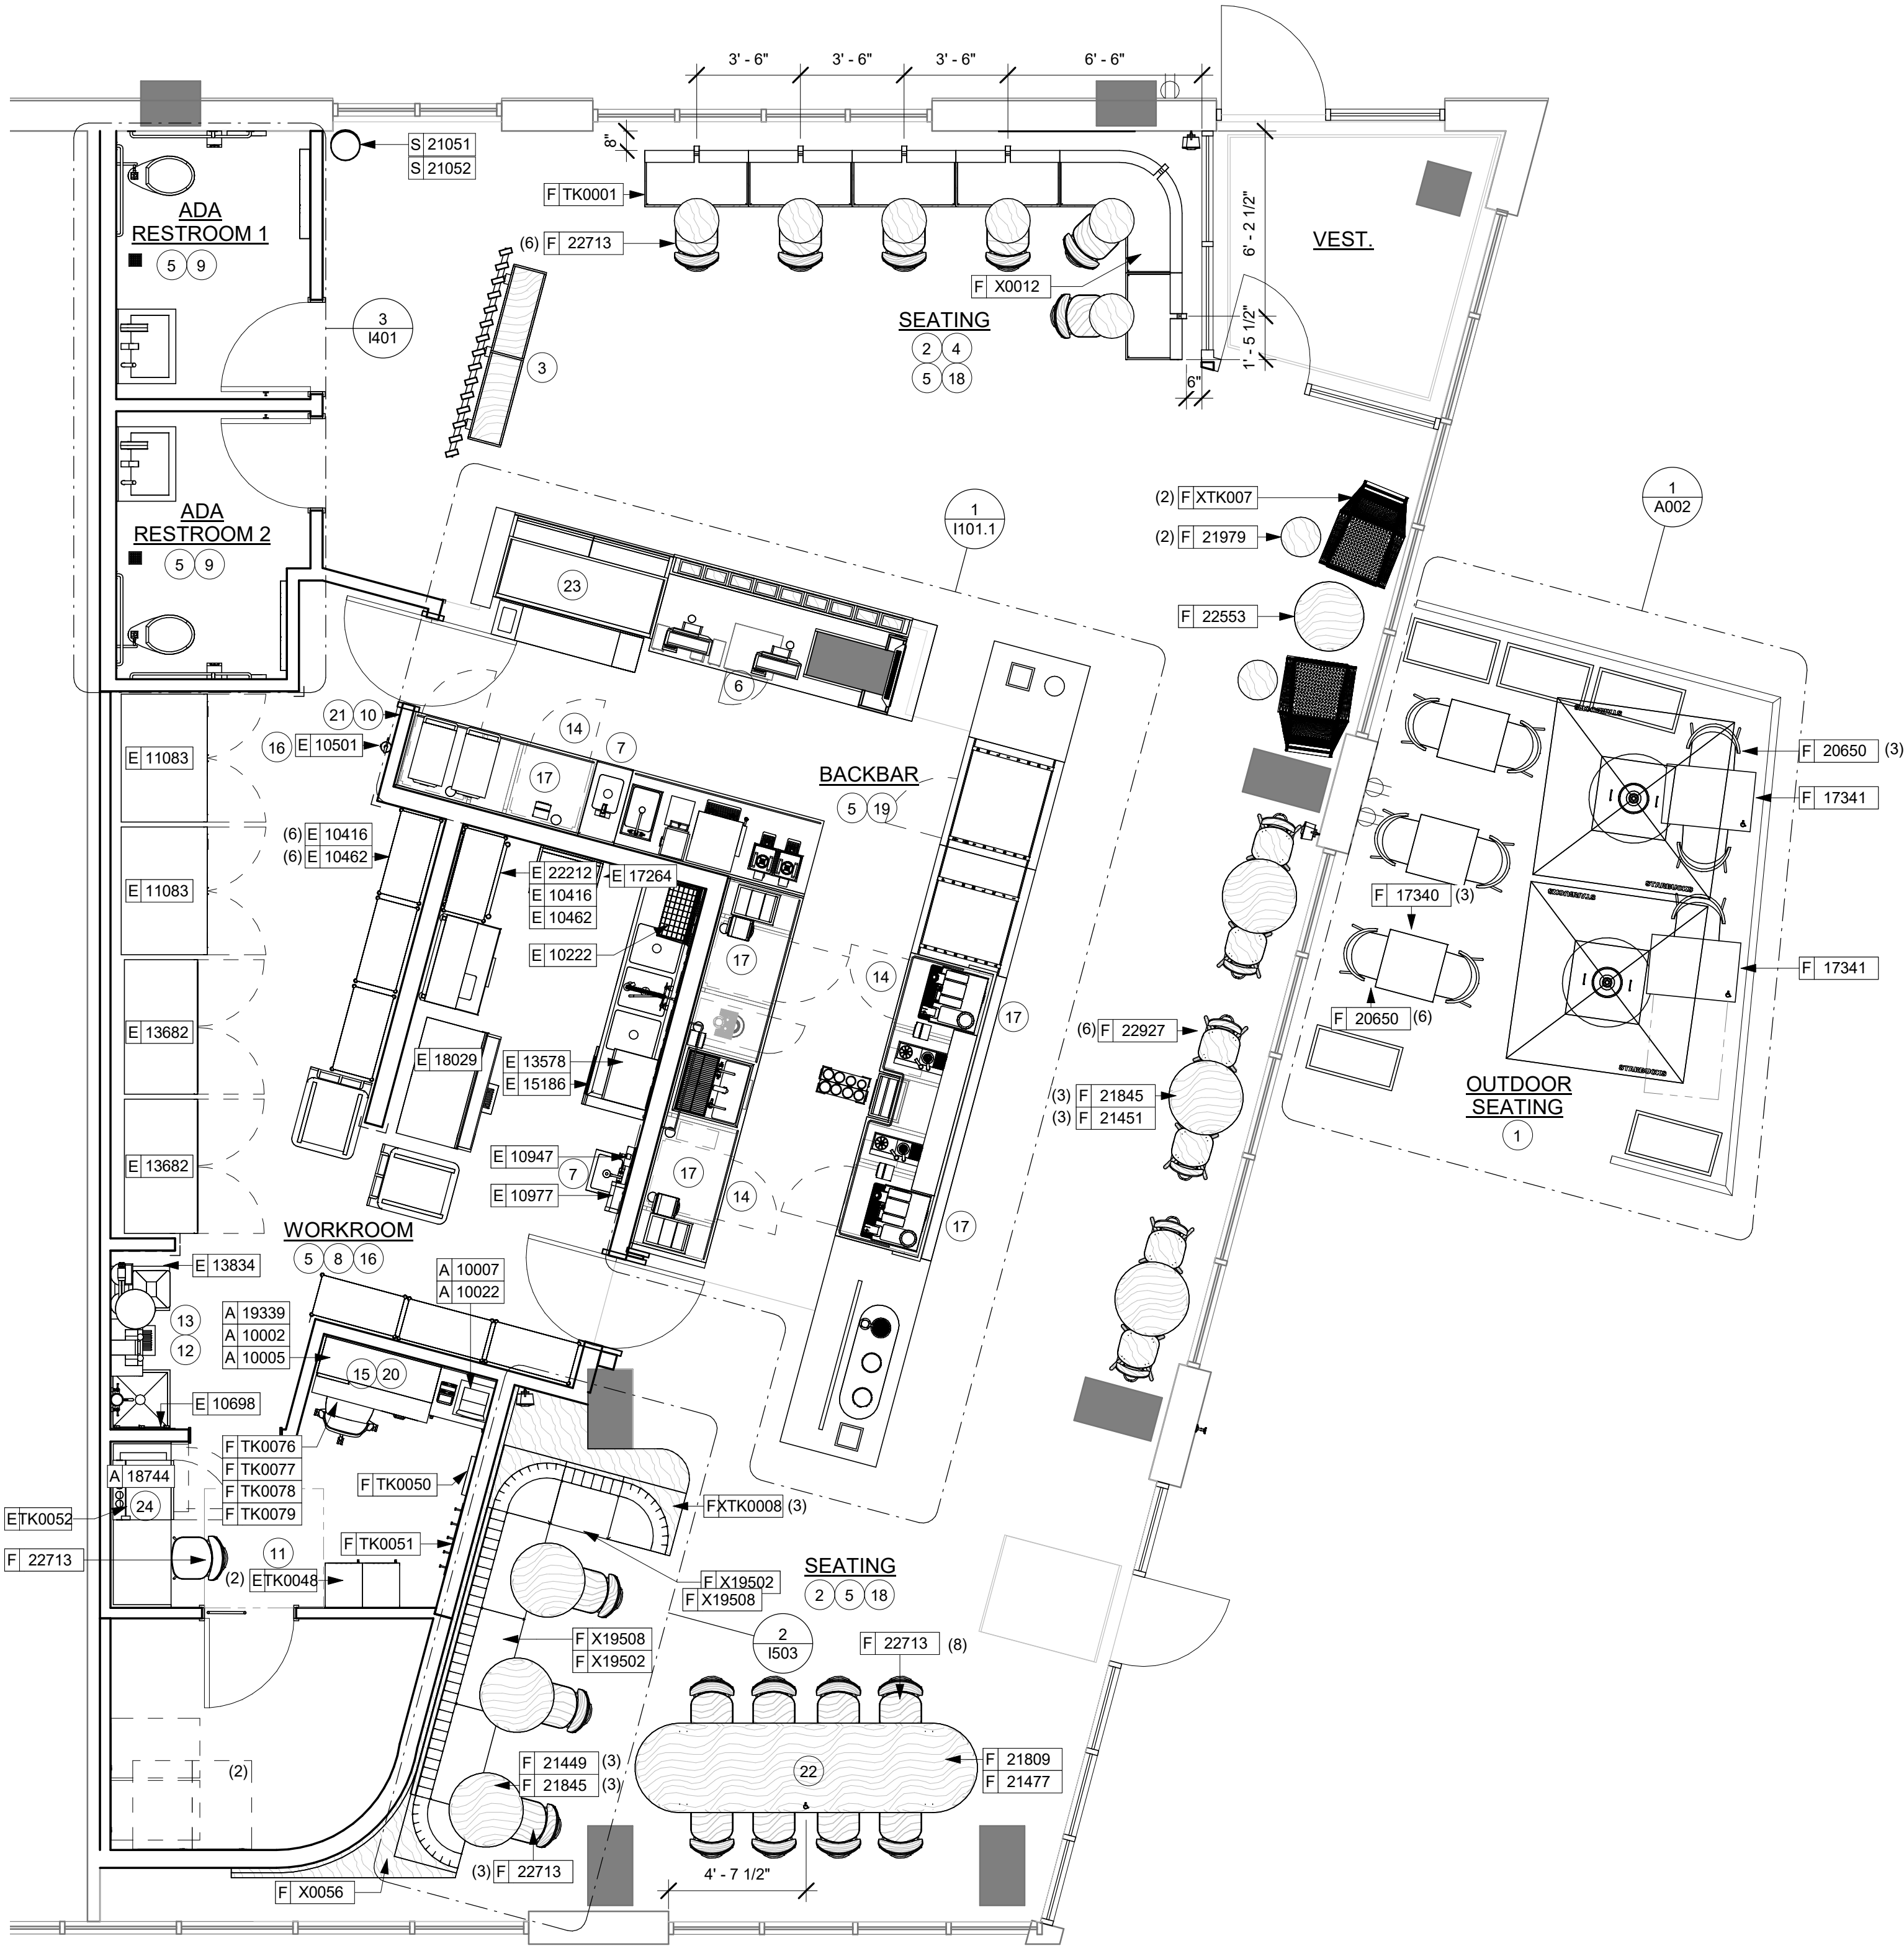 3' - 6" 3' - 6" 3' - 6" 6' - 6"
8"
S 21051
S 21052
F TK0001
ADA
RESTROOM 1
5 9
(6) F 22713
VEST.
6' - 2 1/2"
F X0012
3
I401
SEATING
2 4
5 18
1' - 5 1/2"
6"
3
ADA
RESTROOM 2
5 9
1
I101.1
(2) F XTK007
(2) F 21979
1
A002
23
F 22553
6
21 10
16 E 10501
14
7
17
E 11083
BACKBAR
5 19
STARBUCKS
F 20650 (3)
F 17341
(6) E 10416
(6) E 10462
E 11083
E 22212
E 10416
E 10462
E 17264
STARBUCKS
STARBUCKS
F 17340 (3)
E 10222
17
14
F 17341
E 13682
17
F 20650 (6)
(6) F 22927
E 18029
E 13578
E 15186
STARBUCKS
(3) F 21845
(3) F 21451
OUTDOOR
SEATING
1
E 13682
E 10947
7
E 10977
17
14
17
WORKROOM
5 8 16
E 13834
A 10007
A 10022
13
12
A 19339
A 10002
A 10005
15 20
E 10698
F TK0076
F TK0077
F TK0078
F TK0079
A 18744
24
F TK0050
ETK0052
FXTK0008 (3)
F TK0051
F 22713
11
(2) ETK0048
F X19502
F X19508
SEATING
2 5 18
2
I503
F X19508
F X19502
F 22713 (8)
F 21449 (3)
F 21845 (3)
(2)
22
F 21809
F 21477
(3) F 22713
4' - 7 1/2"
F X0056